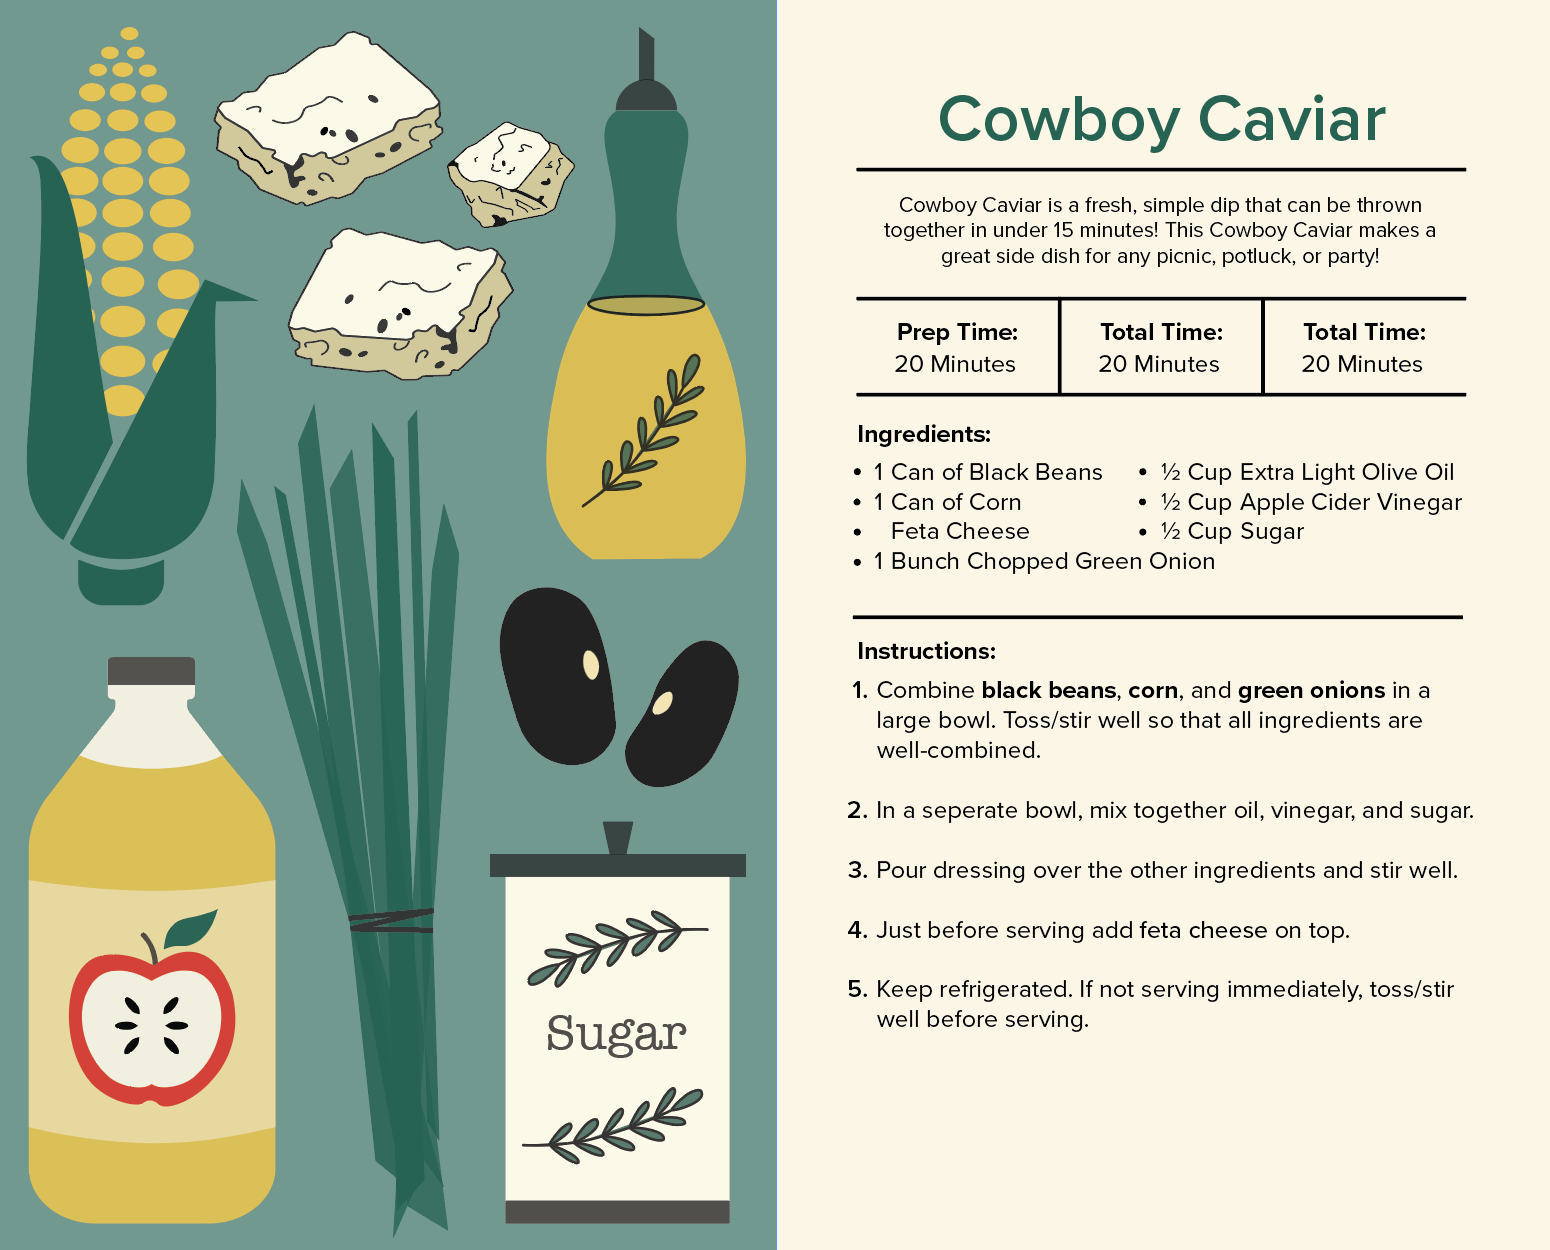 Cowboy Caviar
Cowboy Caviar is a fresh, simple dip that can be thrown
together in under 15 minutes! This Cowboy Caviar makes a
great side dish for any picnic, potluck, or party!
Prep Time:
20 Minutes
Total Time:
20 Minutes
Total Time:
20 Minutes
Ingredients:
• 1 Can of Black Beans
• 1 Can of Corn
• Feta Cheese
• 1 Bunch Chopped Green Onion
• ½ Cup Extra Light Olive Oil
• ½ Cup Apple Cider Vinegar
• ½ Cup Sugar
Instructions:
1. Combine black beans, corn, and green onions in a
large bowl. Toss/stir well so that all ingredients are
well-combined.
2. In a seperate bowl, mix together oil, vinegar, and sugar.
3. Pour dressing over the other ingredients and stir well.
4. Just before serving add feta cheese on top.
5. Keep refrigerated. If not serving immediately, toss/stir
well before serving.
Sugar